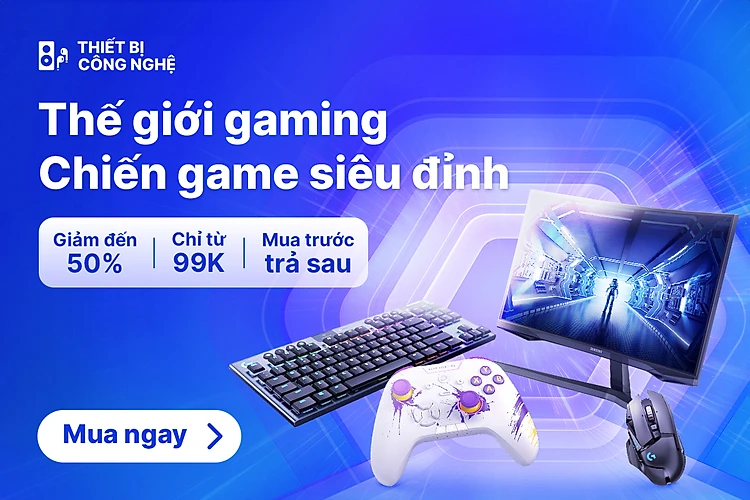 THIẾT BỊ
CÔNG NGHỆ
Thế giới gaming
Chiến game siêu đỉnh
Giảm đến
50%
Chỉ từ
99K
Mua trước
trả sau
Mua ngay